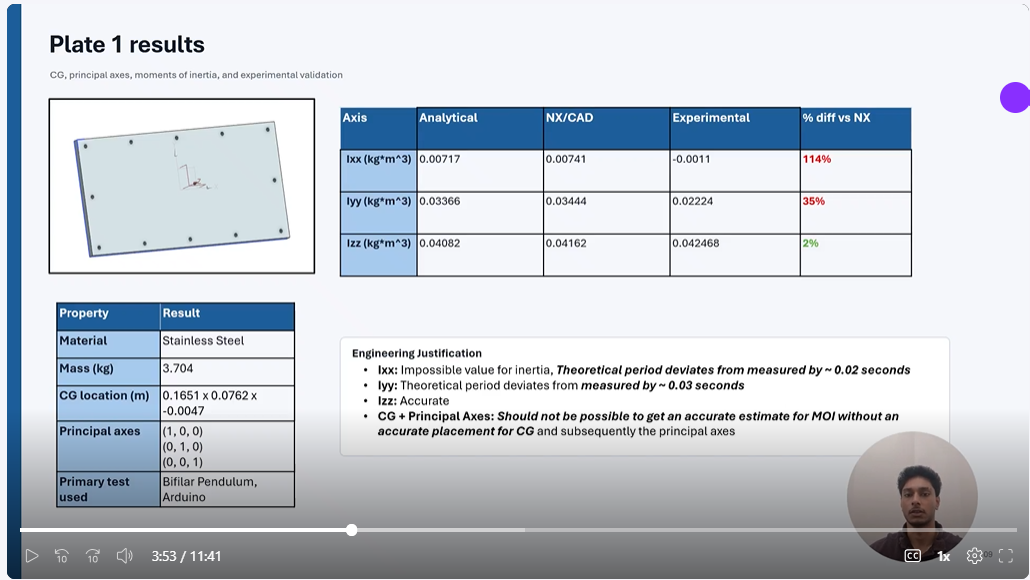 Plate 1 results
CG, principal axes, moments of inertia, and experimental validation
Axis Analytical NX/CAD Experimental % diff vs NX
Ixx (kg*m^3) 0.00717 0.00741 -0.0011 114%
Iyy (kg*m^3) 0.03366 0.03444 0.02224 35%
Izz (kg*m^3) 0.04082 0.04162 0.042468 2%
Property Result
Material Stainless Steel
Mass (kg) 3.704
CG location (m) 0.1651 x 0.0762 x
-0.0047
Principal axes (1, 0, 0)
(0, 1, 0)
(0, 0, 1)
Primary test Bifilar Pendulum,
used Arduino
Engineering Justification
• Ixx: Impossible value for inertia, Theoretical period deviates from measured by ~ 0.02 seconds
• Iyy: Theoretical period deviates from measured by ~ 0.03 seconds
• Izz: Accurate
• CG + Principal Axes: Should not be possible to get an accurate estimate for MOI without an
accurate placement for CG and subsequently the principal axes
10 10 3:53 / 11:41 CC 1x